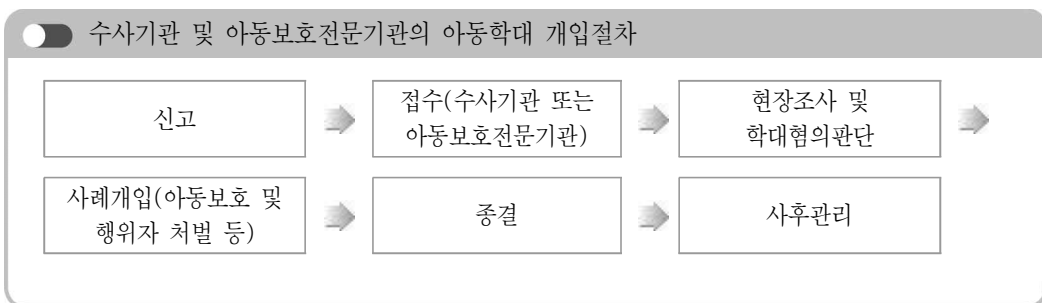 수사기관 및 아동보호전문기관의 아동학대 개입절차
신고
접수(수사기관 또는
아동보호전문기관)
현장조사 및
학대혐의판단
사례개입(아동보호 및
행위자 처벌 등)
종결
사후관리